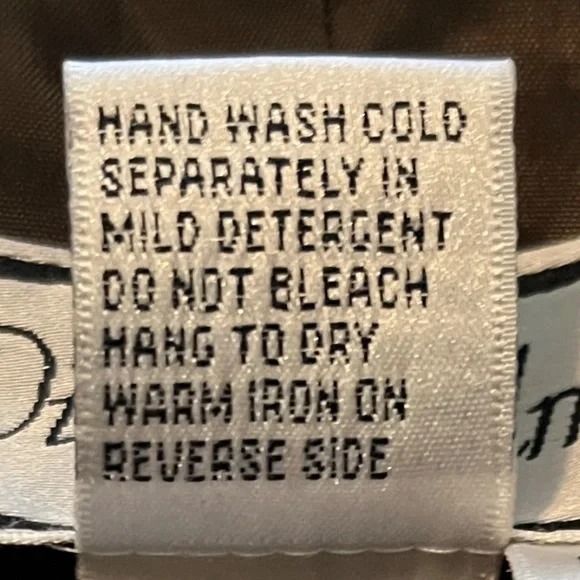 HAND WASH COLD
SEPARATELY IN
MILD DETERGENT
DO NOT BLEACH
HANG TO DRY
WARM IRON ON
REVERSE SIDE